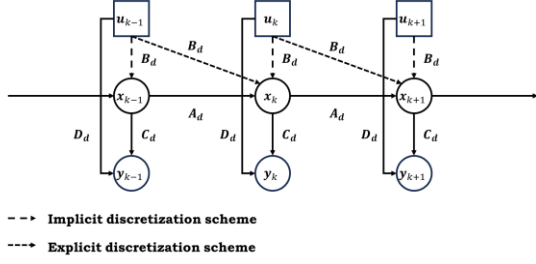 u_{k-1} u_k u_{k+1}
B_d B_d B_d B_d B_d
x_{k-1} x_k x_{k+1}
A_d A_d
D_d C_d D_d C_d D_d C_d
y_{k-1} y_k y_{k+1}
Implicit discretization scheme
Explicit discretization scheme